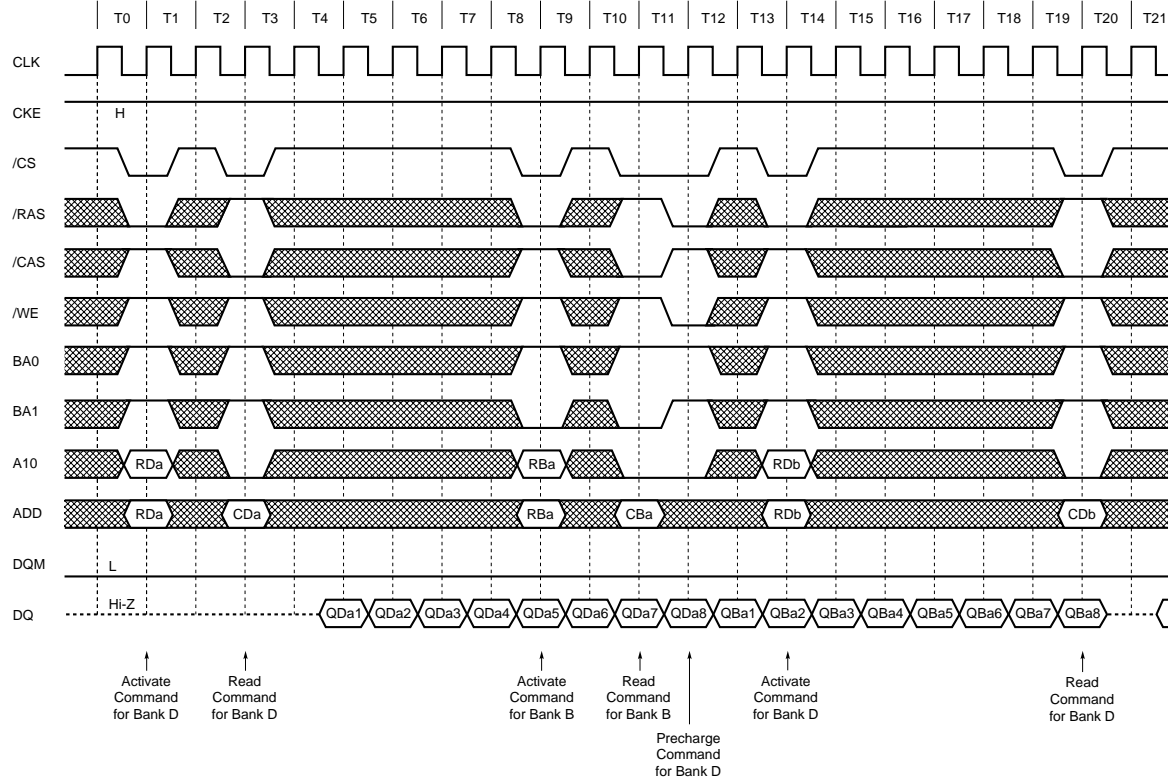 T0 T1 T2 T3 T4 T5 T6 T7 T8 T9 T10 T11 T12 T13 T14 T15 T16 T17 T18 T19 T20 T21
CLK
CKE H
/CS
/RAS
/CAS
/WE
BA0
BA1
A10 RDa RBa RDb
ADD RDa CDa RBa CBa RDb CDb
DQM L
DQ Hi-Z QDa1 QDa2 QDa3 QDa4 QDa5 QDa6 QDa7 QDa8 QBa1 QBa2 QBa3 QBa4 QBa5 QBa6 QBa7 QBa8
Activate
Command
for Bank D
Read
Command
for Bank D
Activate
Command
for Bank B
Read
Command
for Bank B
Precharge
Command
for Bank D
Activate
Command
for Bank D
Read
Command
for Bank D